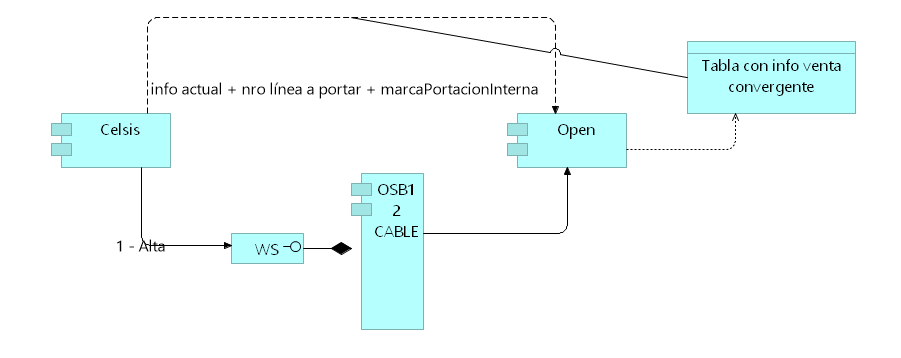 Tabla con info venta
convergente
info actual + nro línea a portar + marcaPortacionInterna
Celsis
Open
OSB1
2
CABLE
1 - Alta
WS